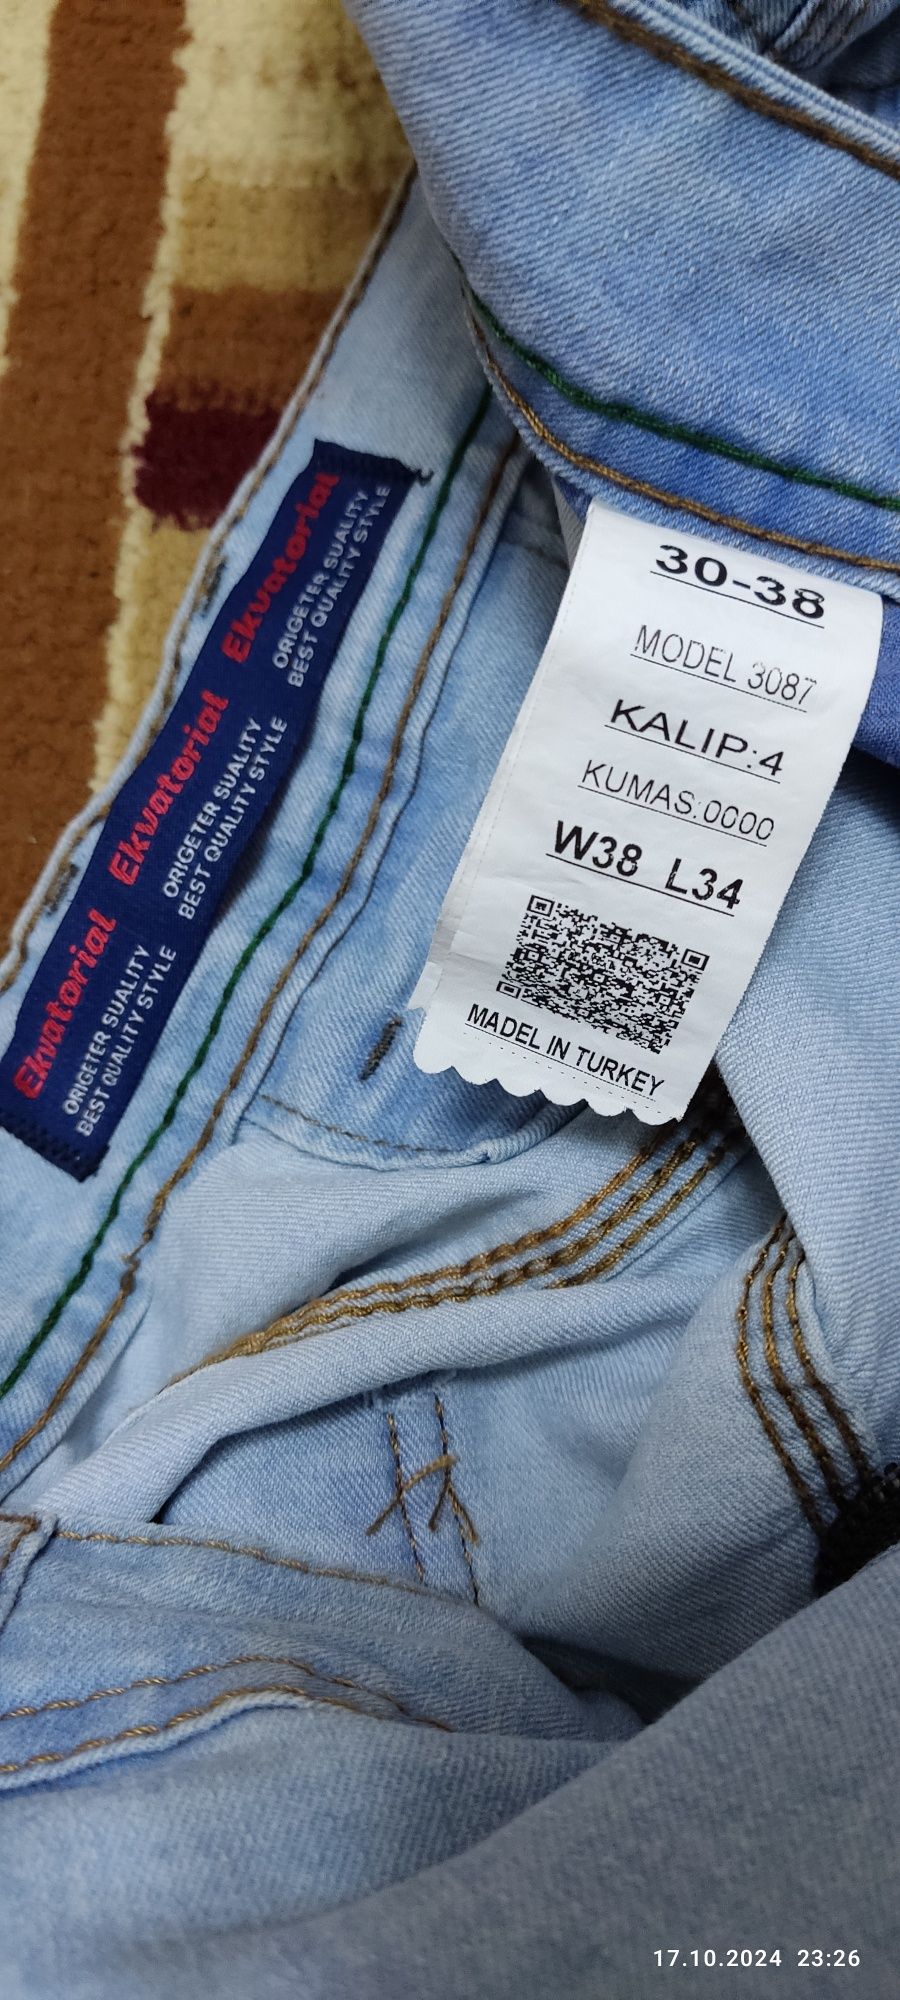 Ekvatorial
ORIGETER SUALITY
BEST QUALITY STYLE
Ekvatorial
ORIGETER SUALITY
BEST QUALITY STYLE
Ekvatorial
ORIGETER SUALITY
BEST QUALITY STYLE
30-38
MODEL 3087
KALIP:4
KUMAS:0000
W38 L34
MADEL IN TURKEY
17.10.2024 23:26